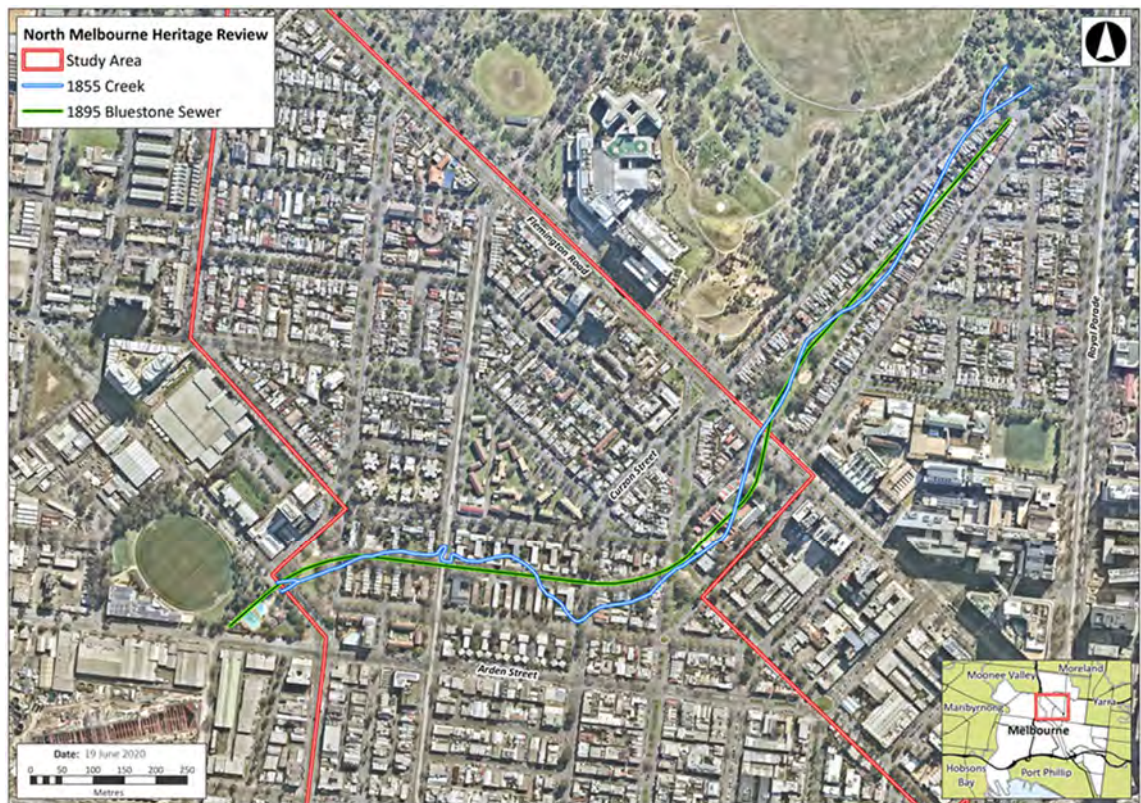 North Melbourne Heritage Review
Study Area
1855 Creek
1895 Bluestone Sewer
Flemington Road
Royal Parade
Curzon Street
Arden Street
Date: 19 June 2020
0 50 100 150 200 250
Metres
Moreland
Moonee Valley
Maribyrnong
Yarra
Melbourne
Hobsons
Bay
Port Phillip